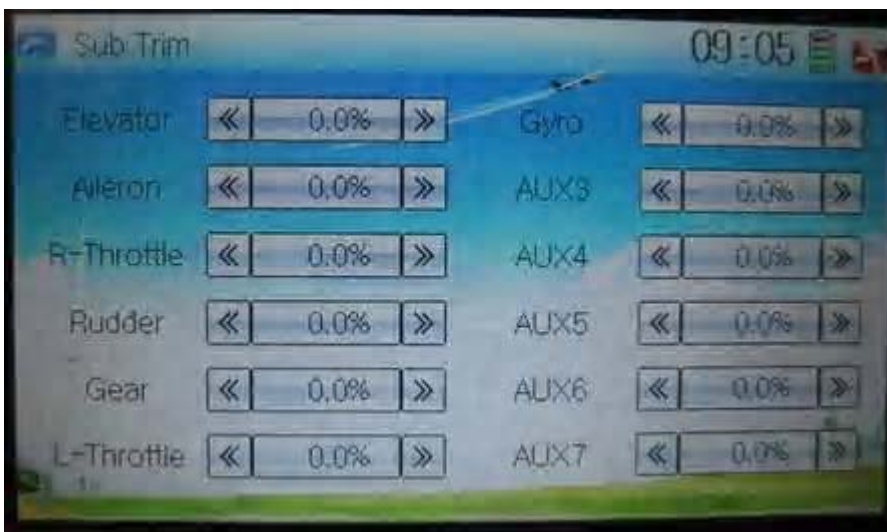 Sub Trim 09:05
Elevator « 0.0% » Gyro « 0.0% »
Aileron « 0.0% » AUX3 « 0.0% »
R-Throttle « 0.0% » AUX4 « 0.0% »
Rudder « 0.0% » AUX5 « 0.0% »
Gear « 0.0% » AUX6 « 0.0% »
L-Throttle « 0.0% » AUX7 « 0.0% »